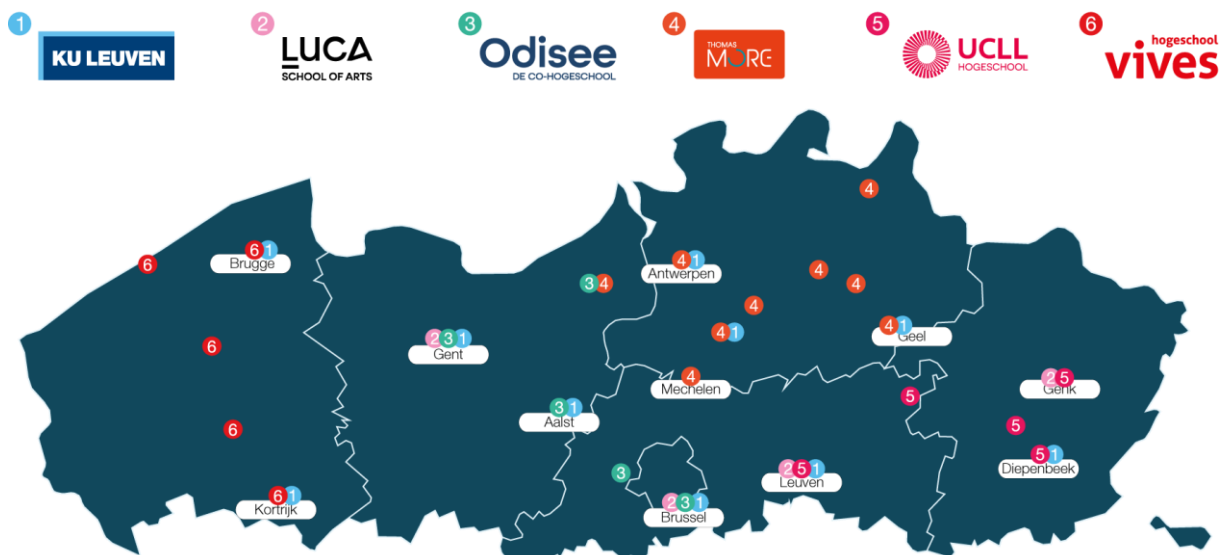 1 KU LEUVEN
2 LUCA
SCHOOL OF ARTS
3 Odisee
DE CO-HOGESCHOOL
4 THOMAS
MORE
5 UCLL
HOGESCHOOL
6 hogeschool
vives
4
6 1
Brugge
6
4 1
Antwerpen
4
3 4
4
4
4 1
4 1
Geel
2 3 1
Gent
6
4
Mechelen
2 5
Genk
5
3 1
Aalst
6
5
5 1
Diepenbeek
3
2 5 1
Leuven
6 1
Kortrijk
2 3 1
Brussel